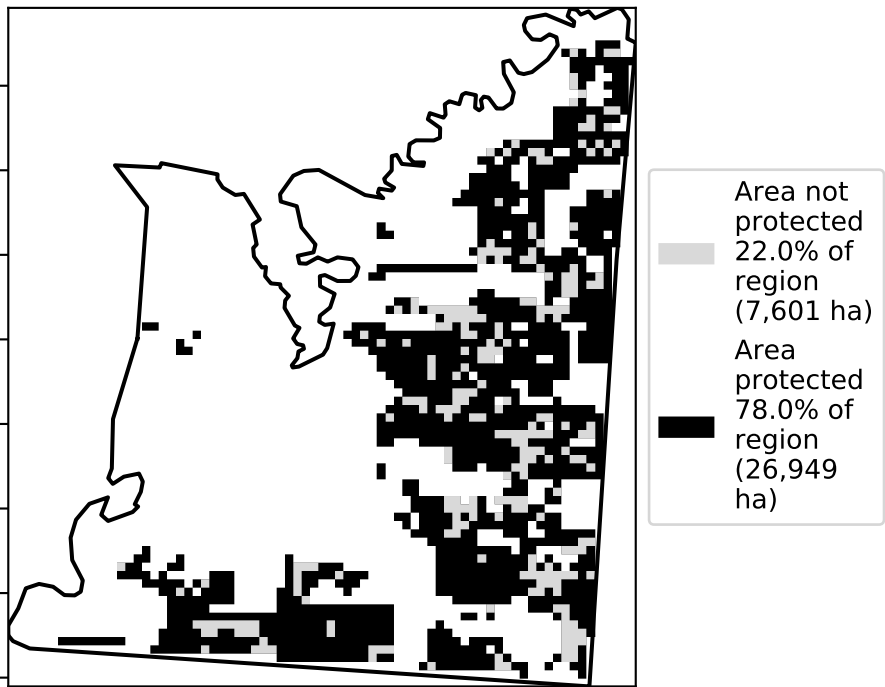 Area not
protected
22.0% of
region
(7,601 ha)
Area
protected
78.0% of
region
(26,949
ha)